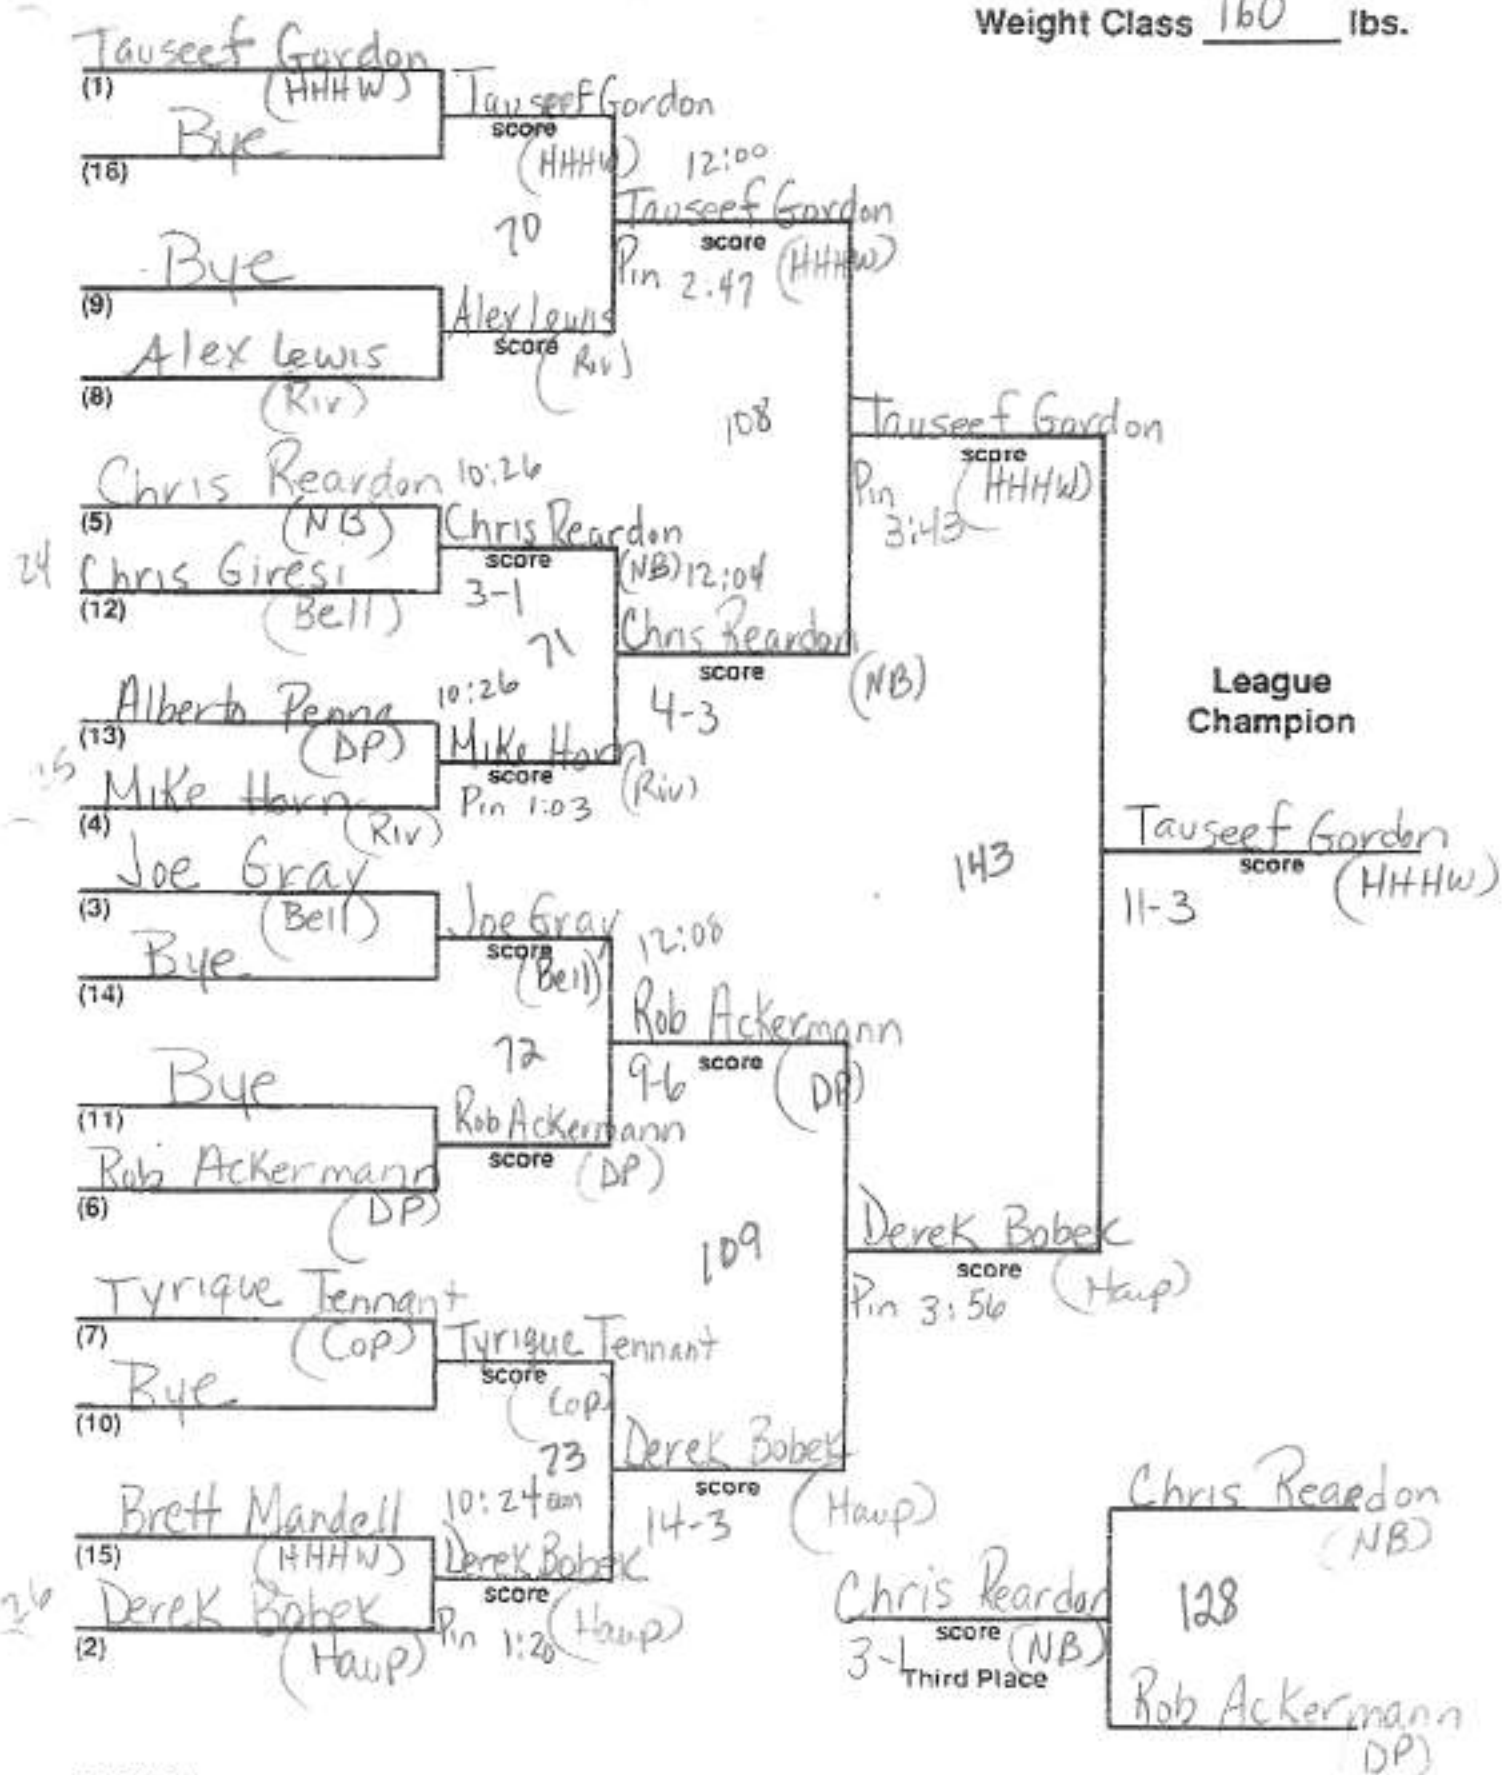 Weight Class 160 lbs.
Tauseef Gordon
(1) (HHHW)
Bye
(16)
Tauseef Gordon
score
(HHHW) 12:00
70
Bye
(9)
Alex Lewis
(8) (Riv)
Alex Lewis
score
(Riv)
Tauseef Gordon
score
Pin 2:47 (HHHW)
108
Chris Reardon 10:26
(5) (NB)
24 Chris Giresi
(12) (Bell)
Chris Reardon
score
3-1 (NB) 12:04
71
Alberto Penna 10:26
(13) (DP)
Mike Horn
(4) (Riv)
Mike Horn
score
Pin 1:03 (Riv)
Chris Reardon
score
4-3 (NB)
Tauseef Gordon
score
Pin 3:43 (HHHW)
143
Joe Gray
(3) (Bell)
Bye
(14)
Joe Gray
score
(Bell) 12:08
72
Bye
(11)
Rob Ackermann
(6) (DP)
Rob Ackermann
score
(DP)
Rob Ackermann
score
9-6 (DP)
109
Tyrique Tennant
(7) (Cop)
Bye
(10)
Tyrique Tennant
score
(Cop)
73
Brett Mandell 10:24am
(15) (HHHW)
26 Derek Bobek
(2) (Haup)
Derek Bobek
score
Pin 1:20 (Haup)
Derek Bobek
score
14-3 (Haup)
Derek Bobek
score
Pin 3:56 (Haup)
League
Champion
Tauseef Gordon
score
11-3 (HHHW)
Chris Reardon
(NB)
128
Rob Ackermann
DP)
Chris Reardon
score (NB)
3-1 Third Place